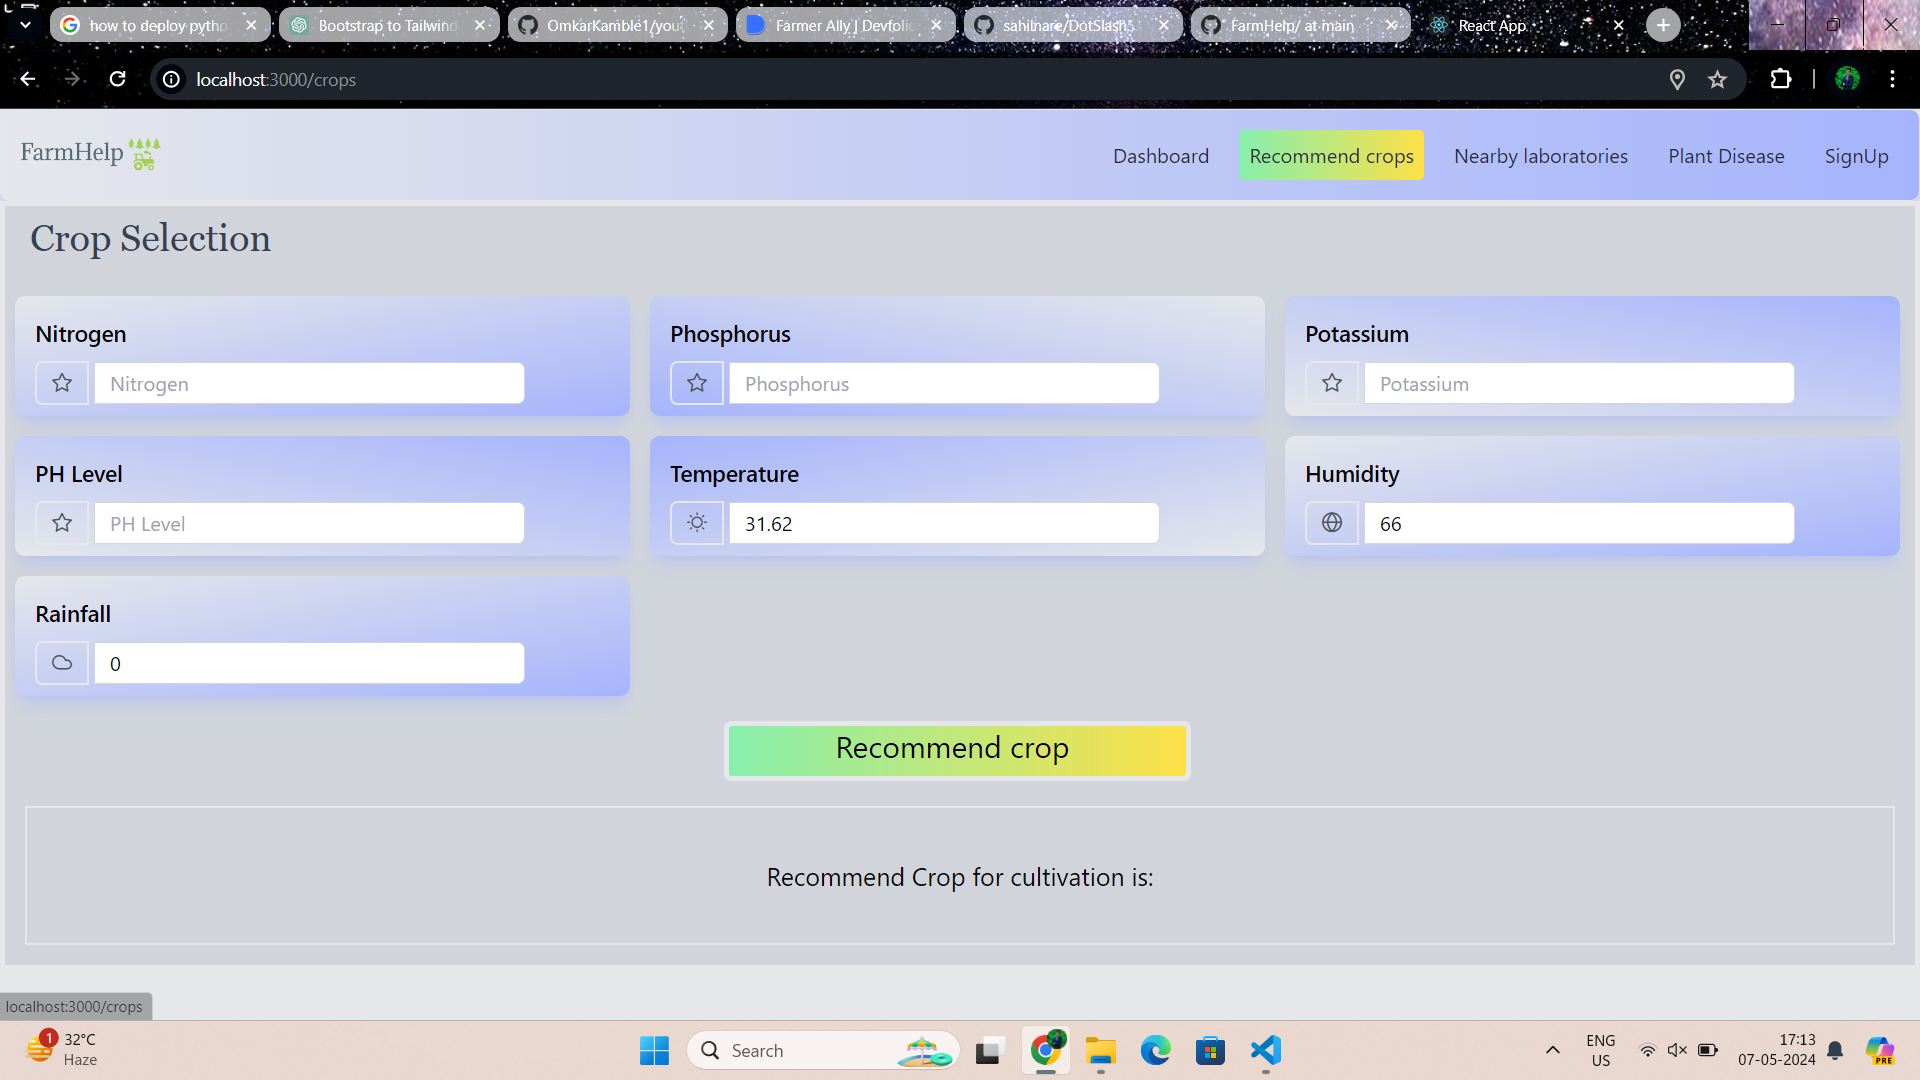 how to deploy pytho
Bootstrap to Tailwind
OmkarKamble1/you
Farmer Ally | Devfolio
sahilnare/DotSlash
FarmHelp/ at main
React App
localhost:3000/crops
FarmHelp
Dashboard
Recommend crops
Nearby laboratories
Plant Disease
SignUp
Crop Selection
Nitrogen
Phosphorus
Potassium
Nitrogen
Phosphorus
Potassium
PH Level
Temperature
Humidity
PH Level
31.62
66
Rainfall
0
Recommend crop
Recommend Crop for cultivation is:
localhost:3000/crops
1
32°C
Haze
Search
ENG
US
17:13
07-05-2024
PRE